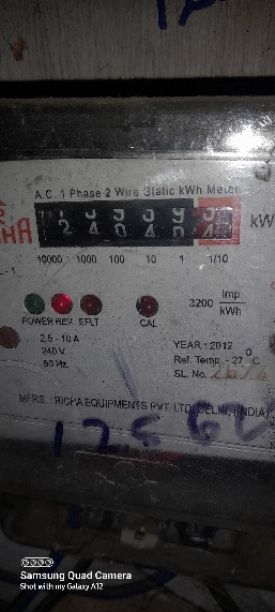 A.C. 1 Phase 2 Wire Static kWh Meter
24040
kW
10000 1000 100 10 1 1/10
POWER REV. EFLT CAL
3200 Imp/kWh
2.5 - 10 A
240 V.
50 Hz.
YEARː 2012
Ref. Temp. - 27 °C
SL. No.
MFRS. : RICHA EQUIPMENTS PVT. LTD. DELHI, (INDIA)
Samsung Quad Camera
Shot with my Galaxy A12